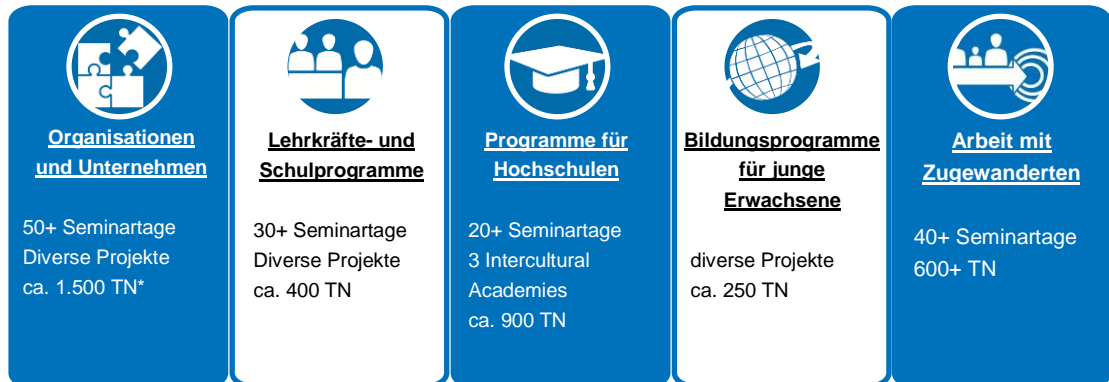 Organisationen
und Unternehmen
50+ Seminartage
Diverse Projekte
ca. 1.500 TN*
Lehrkräfte- und
Schulprogramme
30+ Seminartage
Diverse Projekte
ca. 400 TN
Programme für
Hochschulen
20+ Seminartage
3 Intercultural
Academies
ca. 900 TN
Bildungsprogramme
für junge
Erwachsene
diverse Projekte
ca. 250 TN
Arbeit mit
Zugewanderten
40+ Seminartage
600+ TN